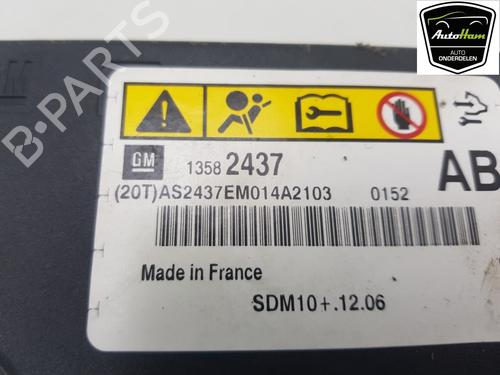 AutoHam
AUTO
ONDERDELEN
GM
1358 2437
AB
(20T)AS2437EM014A2103 0152
Made in France
SDM10+.12.06
B-PARTS